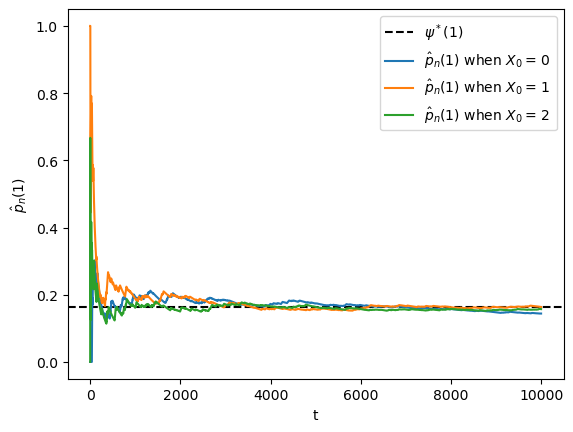 1.0
0.8
0.6
0.4
0.2
0.0
p̂ₙ(1)
ψ*(1)
p̂ₙ(1) when X₀ = 0
p̂ₙ(1) when X₀ = 1
p̂ₙ(1) when X₀ = 2
0 2000 4000 6000 8000 10000
t